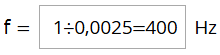 f = 1÷0,0025=400 Hz